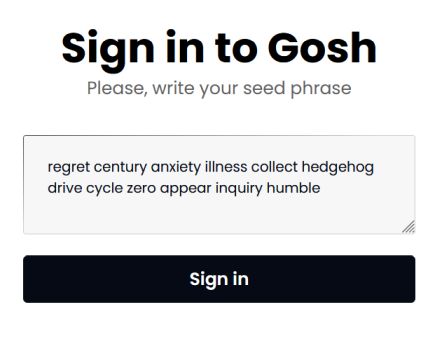 Sign in to Gosh
Please, write your seed phrase
regret century anxiety illness collect hedgehog
drive cycle zero appear inquiry humble
Sign in